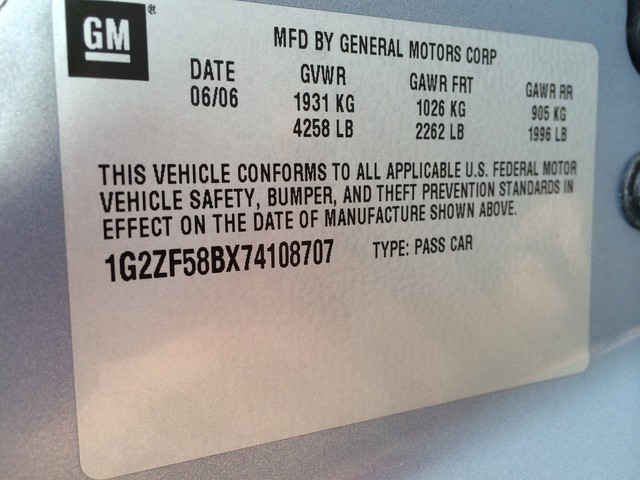 GM®
MFD BY GENERAL MOTORS CORP
DATE GVWR GAWR FRT GAWR RR
06/06 1931 KG 1026 KG 905 KG
4258 LB 2262 LB 1996 LB
THIS VEHICLE CONFORMS TO ALL APPLICABLE U.S. FEDERAL MOTOR
VEHICLE SAFETY, BUMPER, AND THEFT PREVENTION STANDARDS IN
EFFECT ON THE DATE OF MANUFACTURE SHOWN ABOVE.
1G2ZF58BX74108707 TYPE: PASS CAR